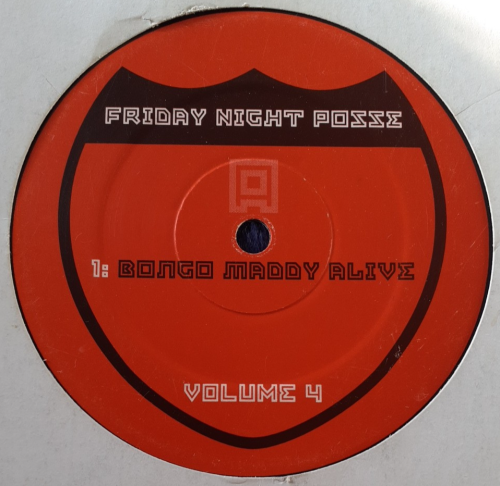 FRIDAY NIGHT POSSE
1: BONGO MADDY ALIVE
VOLUME 4